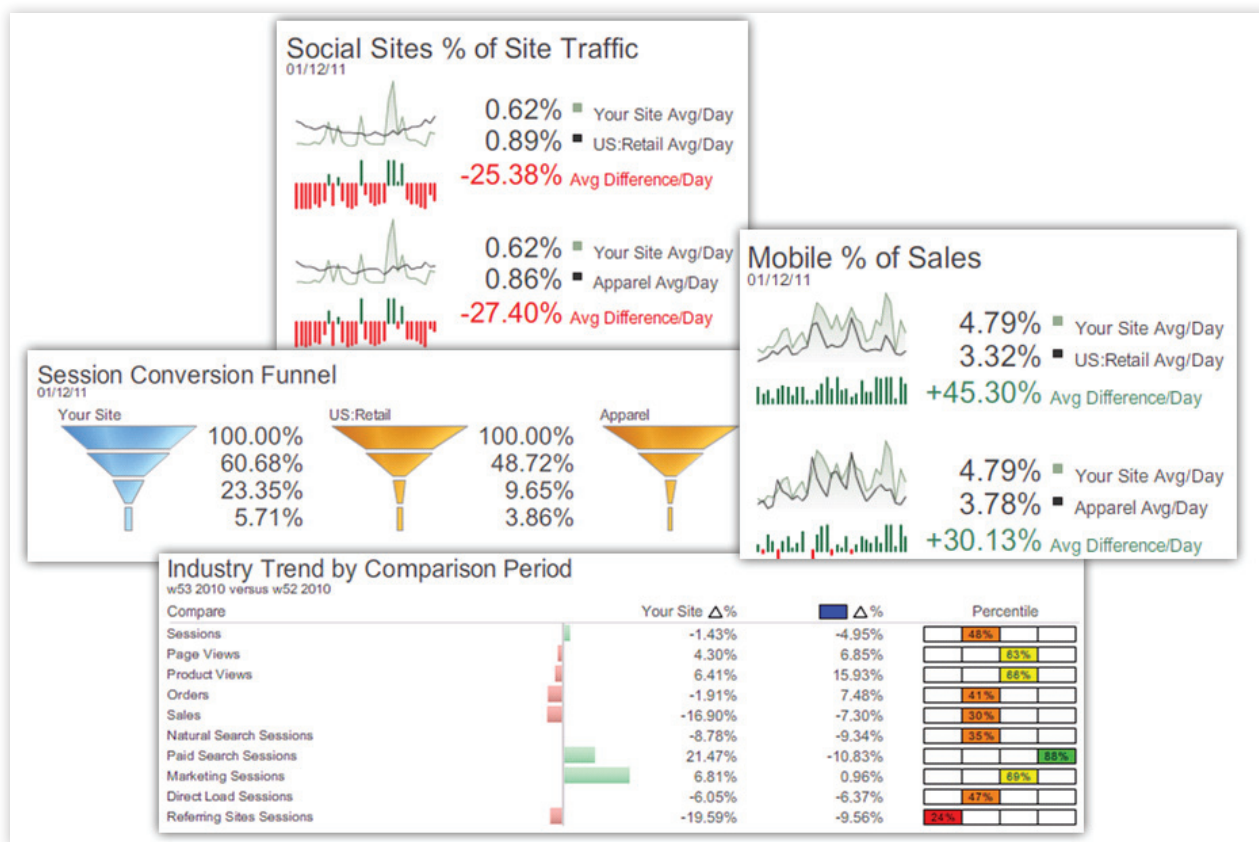 Social Sites % of Site Traffic
01/12/11
0.62% Your Site Avg/Day
0.89% US:Retail Avg/Day
-25.38% Avg Difference/Day
0.62% Your Site Avg/Day
0.86% Apparel Avg/Day
-27.40% Avg Difference/Day
Mobile % of Sales
01/12/11
4.79% Your Site Avg/Day
3.32% US:Retail Avg/Day
+45.30% Avg Difference/Day
4.79% Your Site Avg/Day
3.78% Apparel Avg/Day
+30.13% Avg Difference/Day
Session Conversion Funnel
01/12/11
Your Site US:Retail Apparel
100.00% 100.00%
60.68% 48.72%
23.35% 9.65%
5.71% 3.86%
Industry Trend by Comparison Period
w53 2010 versus w52 2010
Compare Your Site △% △% Percentile
Sessions -1.43% -4.95% 48%
Page Views 4.30% 6.85% 63%
Product Views 6.41% 15.93% 66%
Orders -1.91% 7.48% 41%
Sales -16.90% -7.30% 30%
Natural Search Sessions -8.78% -9.34% 35%
Paid Search Sessions 21.47% -10.83% 88%
Marketing Sessions 6.81% 0.96% 69%
Direct Load Sessions -6.05% -6.37% 47%
Referring Sites Sessions -19.59% -9.56% 24%